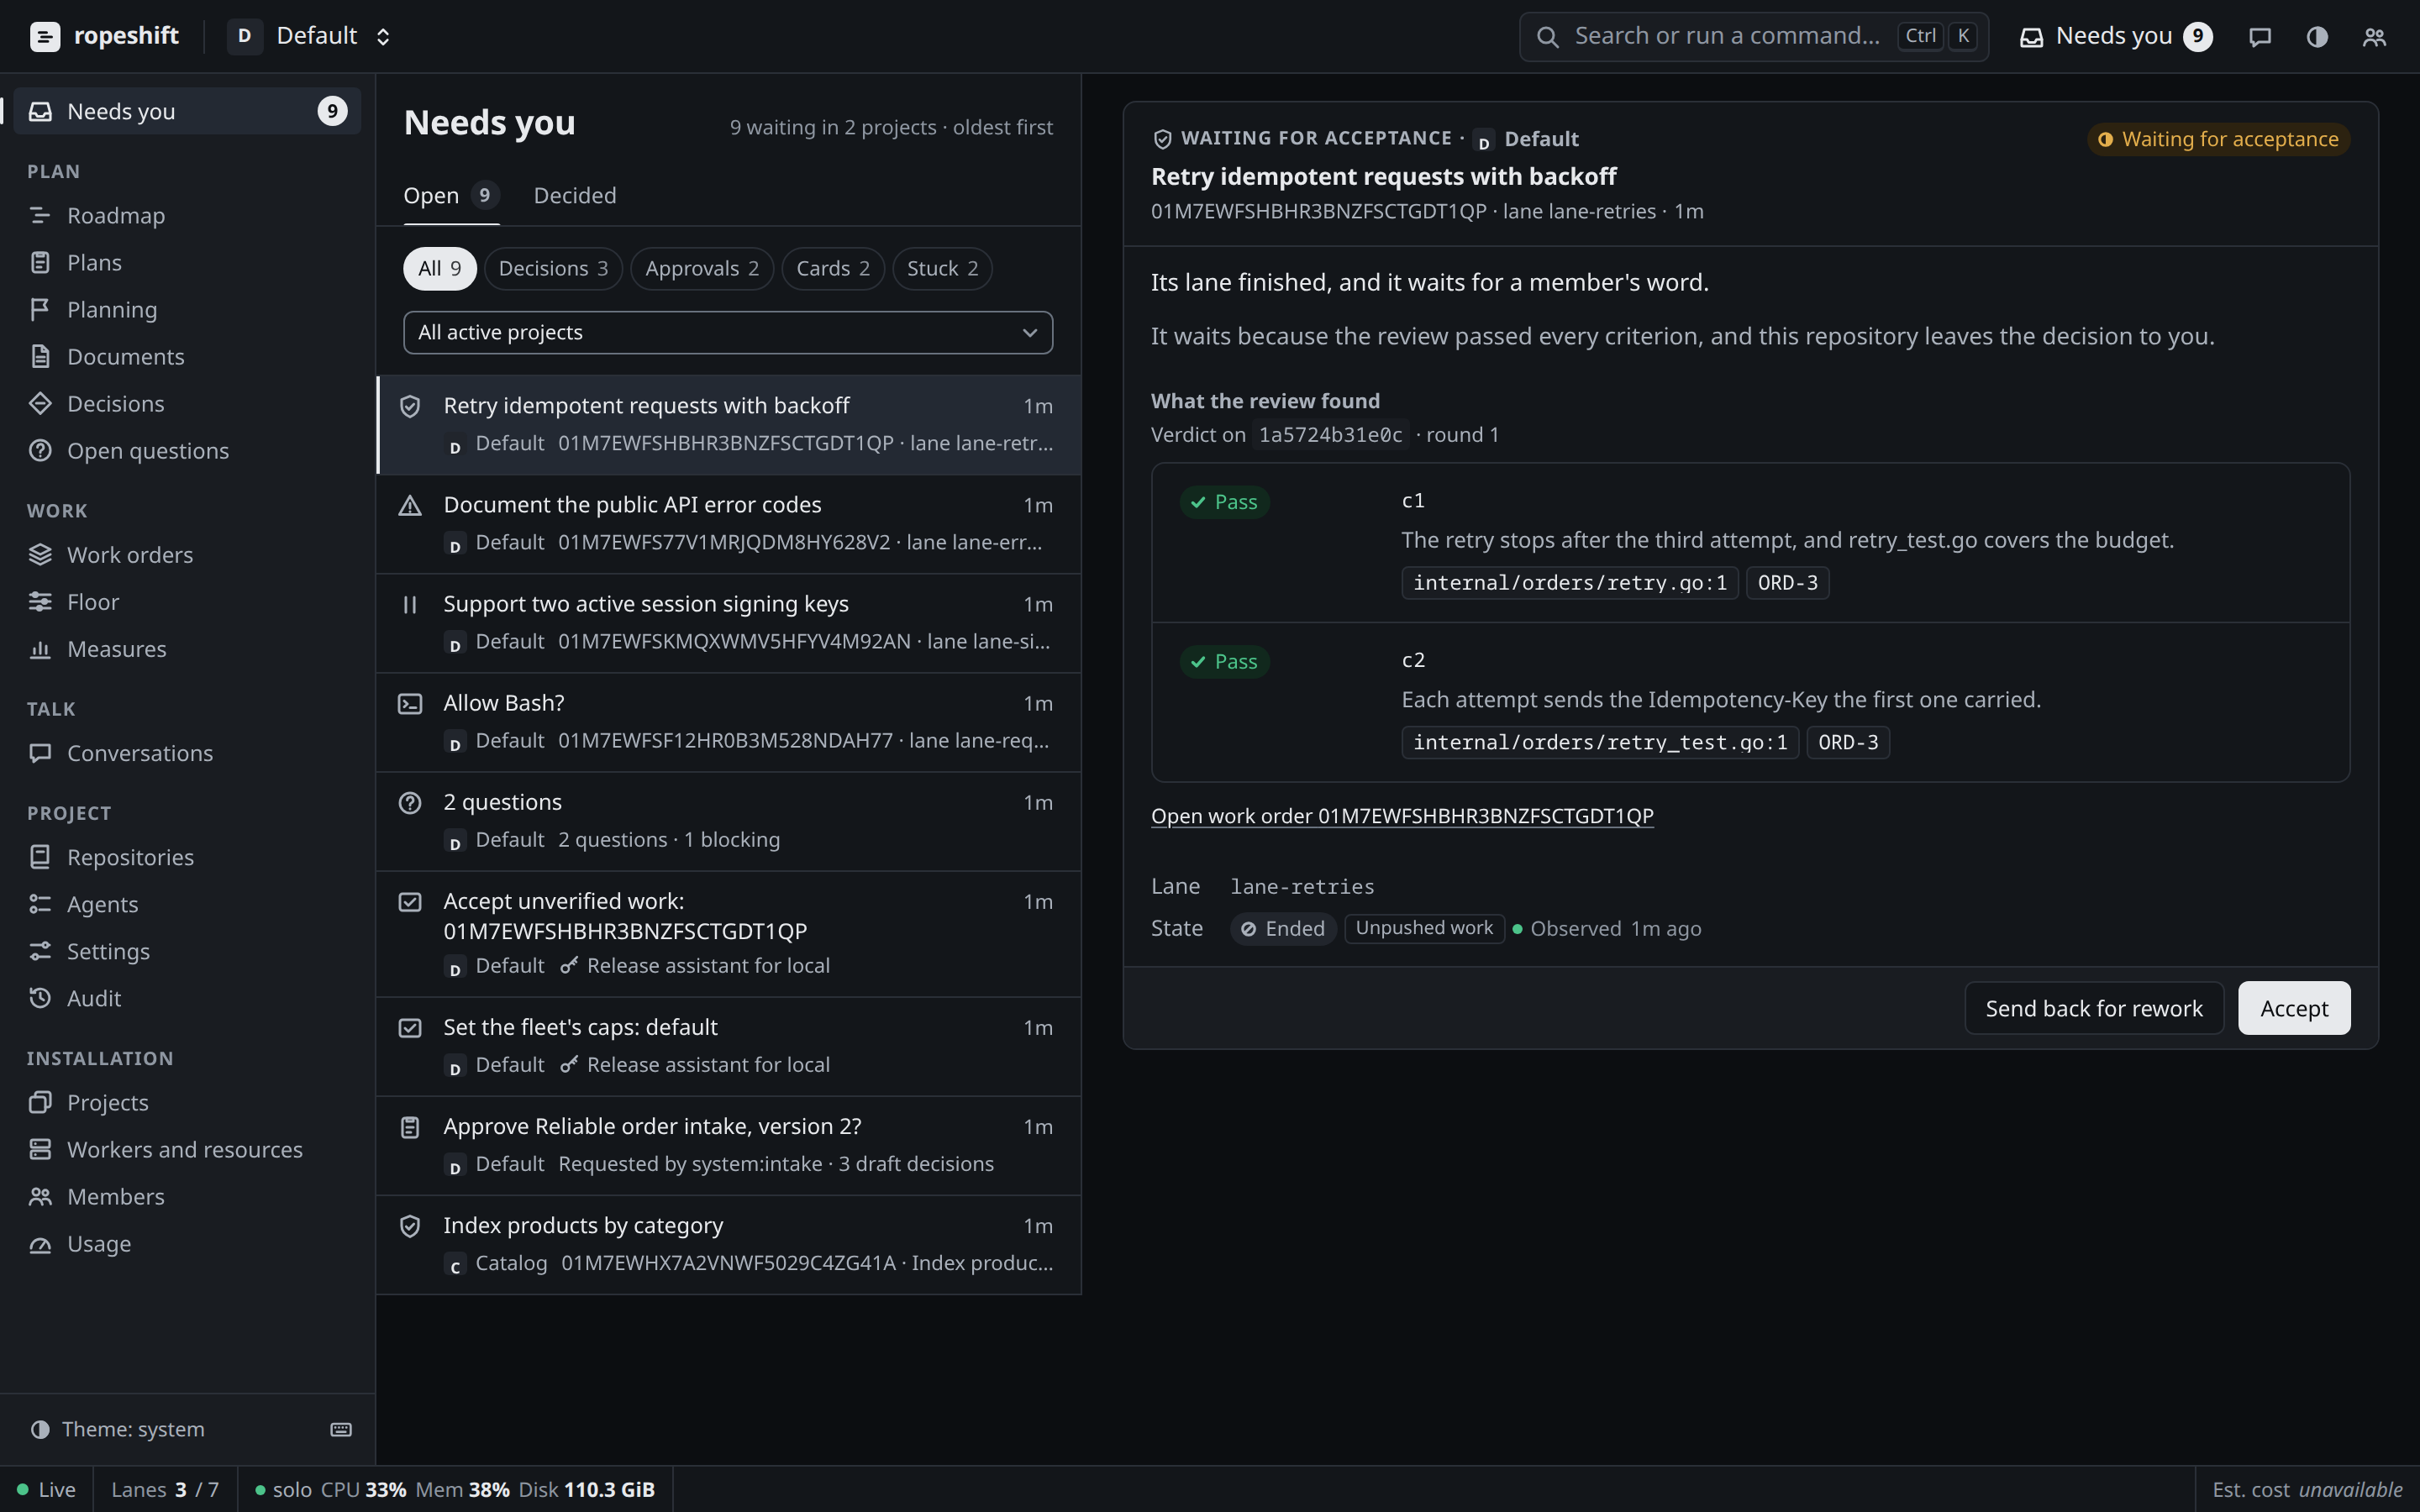 ropeshift
D Default
Search or run a command... Ctrl K
Needs you 9
Needs you 9
PLAN
Roadmap
Plans
Planning
Documents
Decisions
Open questions
WORK
Work orders
Floor
Measures
TALK
Conversations
PROJECT
Repositories
Agents
Settings
Audit
INSTALLATION
Projects
Workers and resources
Members
Usage
Theme: system
Needs you
9 waiting in 2 projects · oldest first
Open 9 Decided
All 9 Decisions 3 Approvals 2 Cards 2 Stuck 2
All active projects
Retry idempotent requests with backoff 1m
D Default 01M7EWFSHBHR3BNZFSCTGDT1QP · lane lane-retr...
Document the public API error codes 1m
D Default 01M7EWFS77V1MRJQDM8HY628V2 · lane lane-err...
Support two active session signing keys 1m
D Default 01M7EWFSKMQXWMV5HFYV4M92AN · lane lane-si...
Allow Bash? 1m
D Default 01M7EWFSF12HR0B3M528NDAH77 · lane lane-req...
2 questions 1m
D Default 2 questions · 1 blocking
Accept unverified work: 1m
01M7EWFSHBHR3BNZFSCTGDT1QP
D Default Release assistant for local
Set the fleet's caps: default 1m
D Default Release assistant for local
Approve Reliable order intake, version 2? 1m
D Default Requested by system:intake · 3 draft decisions
Index products by category 1m
C Catalog 01M7EWHX7A2VNWF5029C4ZG41A · Index produc...
WAITING FOR ACCEPTANCE · D Default
Waiting for acceptance
Retry idempotent requests with backoff
01M7EWFSHBHR3BNZFSCTGDT1QP · lane lane-retries · 1m
Its lane finished, and it waits for a member's word.
It waits because the review passed every criterion, and this repository leaves the decision to you.
What the review found
Verdict on 1a5724b31e0c · round 1
Pass c1
The retry stops after the third attempt, and retry_test.go covers the budget.
internal/orders/retry.go:1 ORD-3
Pass c2
Each attempt sends the Idempotency-Key the first one carried.
internal/orders/retry_test.go:1 ORD-3
Open work order 01M7EWFSHBHR3BNZFSCTGDT1QP
Lane lane-retries
State Ended Unpushed work Observed 1m ago
Send back for rework Accept
Live Lanes 3 / 7 solo CPU 33% Mem 38% Disk 110.3 GiB
Est. cost unavailable